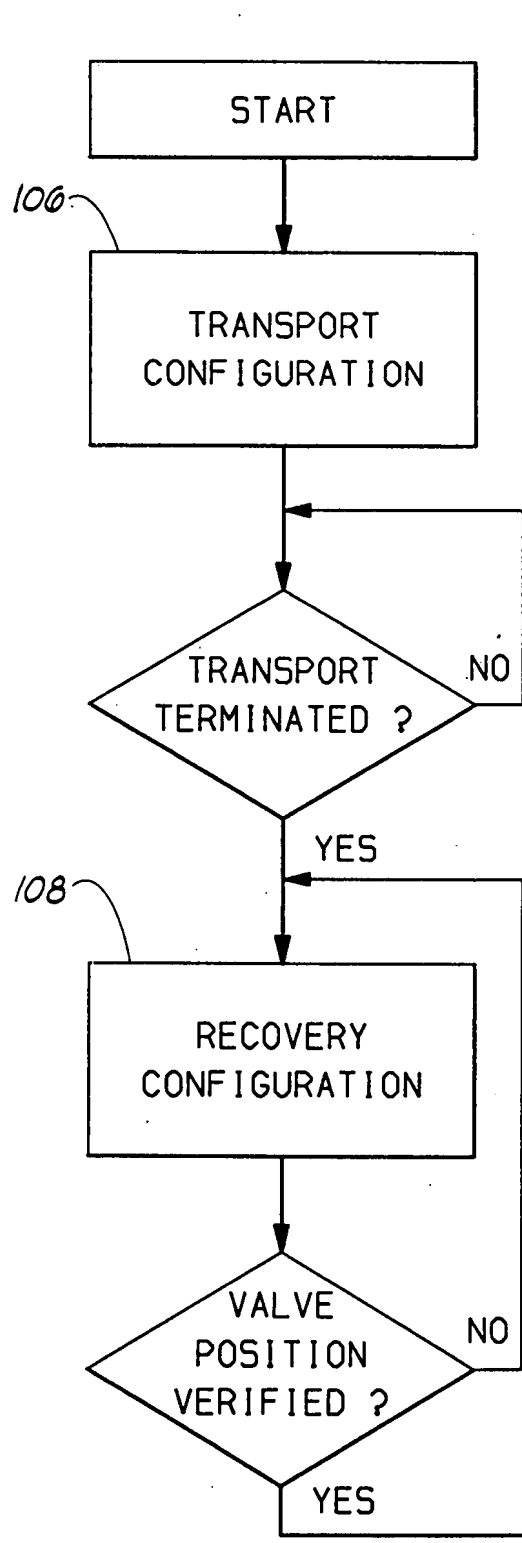 START
106
TRANSPORT
CONFIGURATION
TRANSPORT
TERMINATED ?
NO
YES
108
RECOVERY
CONFIGURATION
VALVE
POSITION
VERIFIED ?
NO
YES